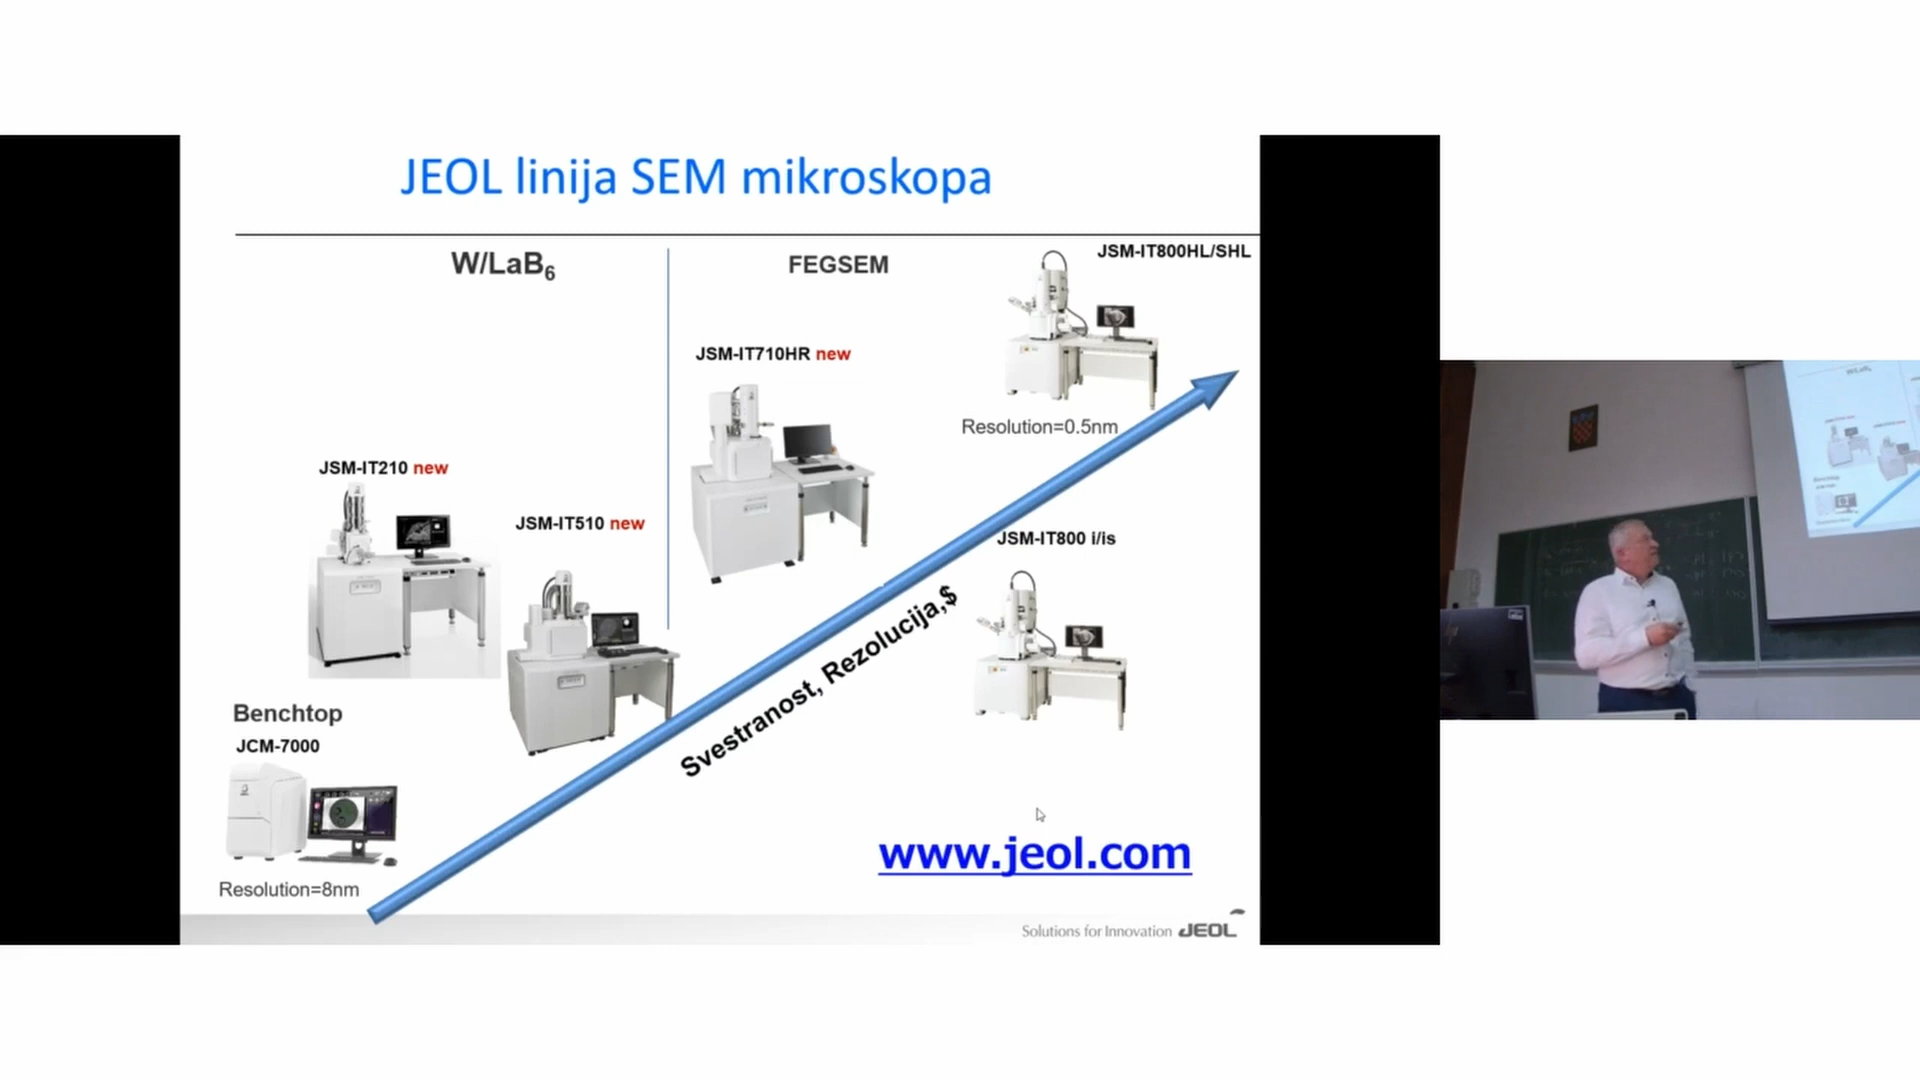 JEOL linija SEM mikroskopa
W/LaB₆
FEGSEM
JSM-IT800HL/SHL
JSM-IT710HR new
Resolution=0.5nm
JSM-IT210 new
JSM-IT510 new
JSM-IT800 i/is
Svestranost, Rezolucija,$
Benchtop
JCM-7000
Resolution=8nm
www.jeol.com
Solutions for Innovation JEOL
W/LaB₆
Benchtop